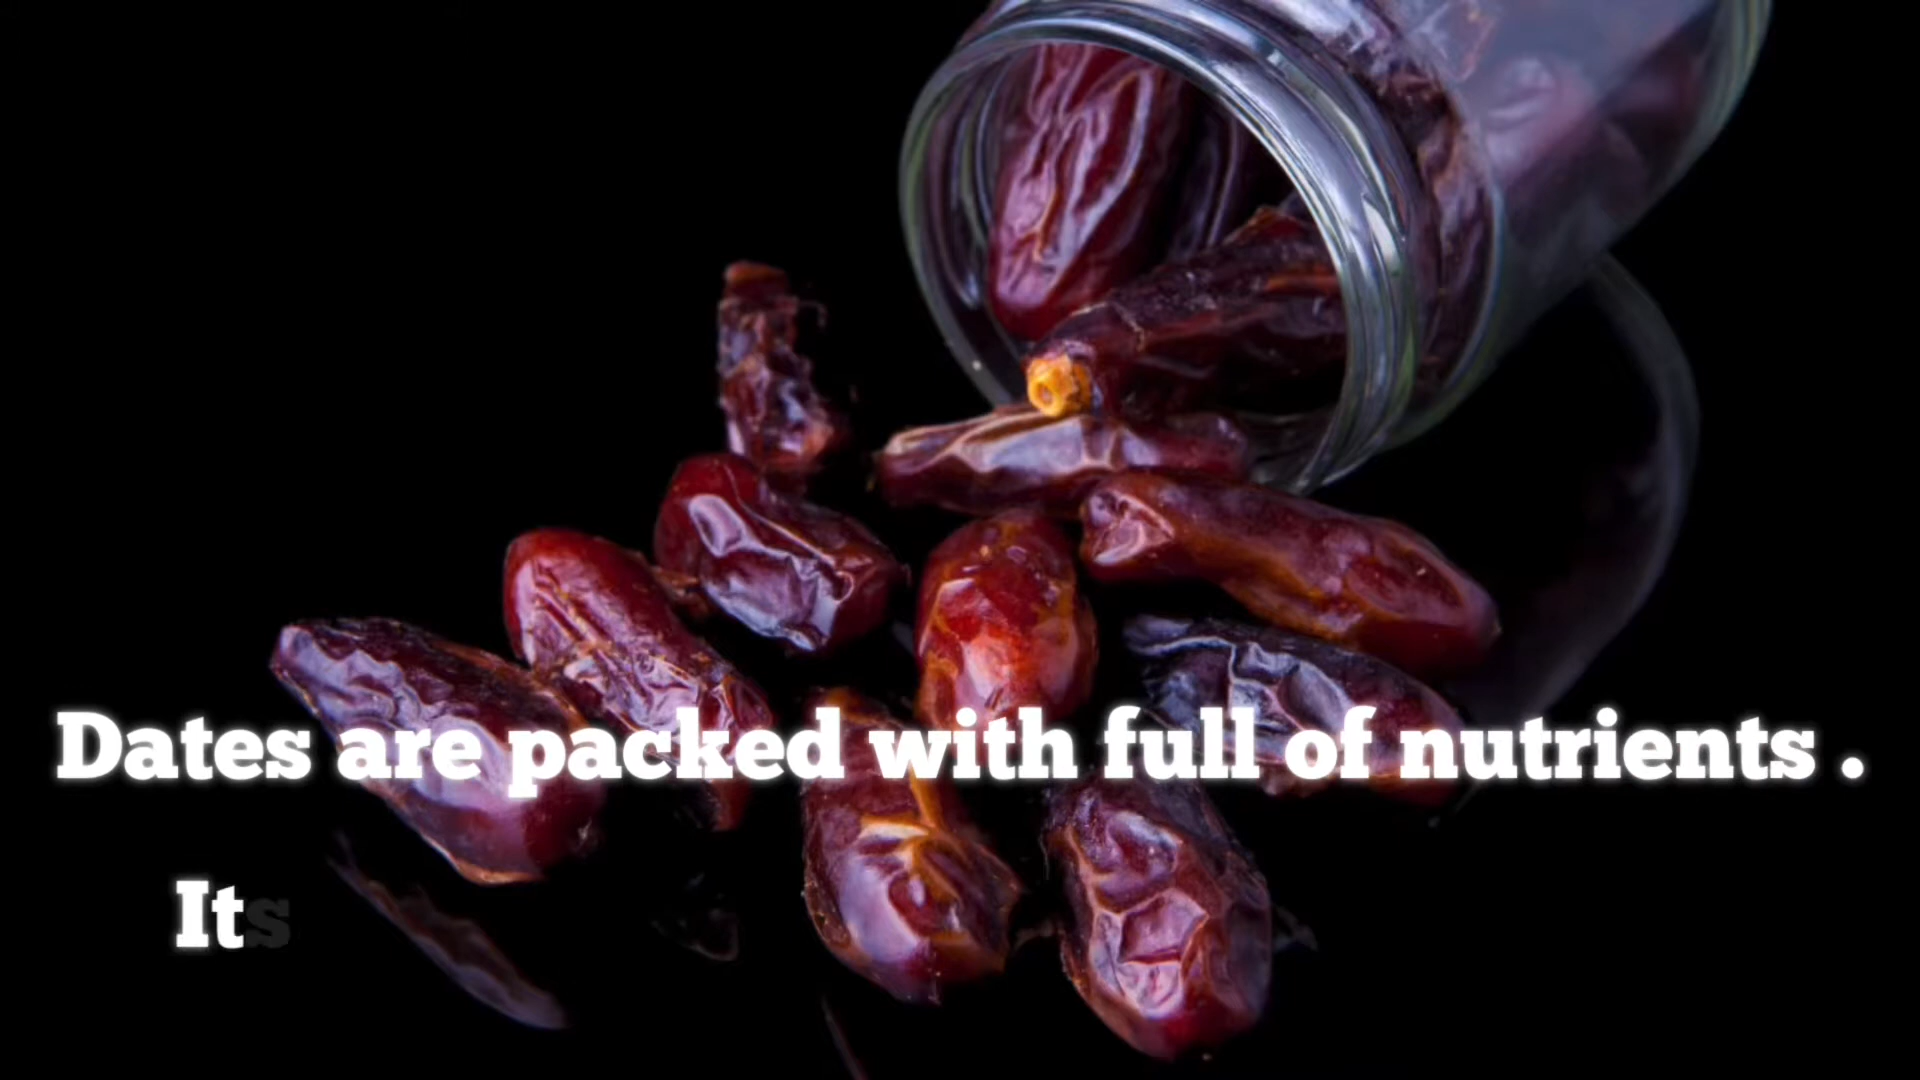 Dates are packed with full of nutrients .
Its